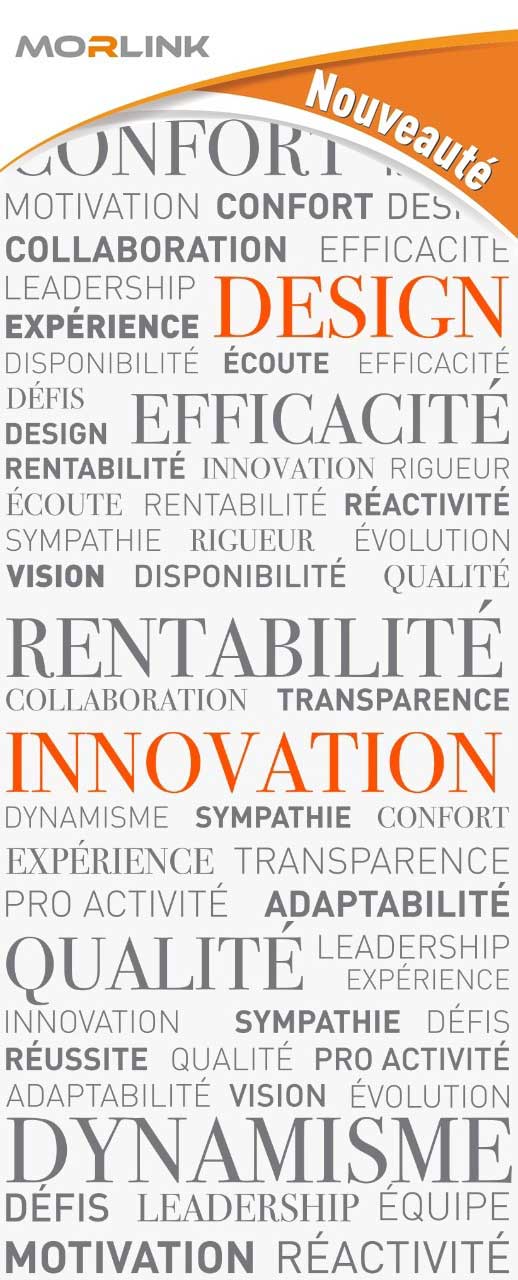 MORLINK
Nouveauté
CONFORT
MOTIVATION CONFORT DESI
COLLABORATION EFFICACITE
LEADERSHIP
EXPÉRIENCE DESIGN
DISPONIBILITÉ ÉCOUTE EFFICACITÉ
DÉFIS
DESIGN EFFICACITÉ
RENTABILITÉ INNOVATION RIGUEUR
ÉCOUTE RENTABILITÉ RÉACTIVITÉ
SYMPATHIE RIGUEUR ÉVOLUTION
VISION DISPONIBILITÉ QUALITÉ
RENTABILITÉ
COLLABORATION TRANSPARENCE
INNOVATION
DYNAMISME SYMPATHIE CONFORT
EXPÉRIENCE TRANSPARENCE
PRO ACTIVITÉ ADAPTABILITÉ
QUALITÉ LEADERSHIP
EXPÉRIENCE
INNOVATION SYMPATHIE DÉFIS
RÉUSSITE QUALITÉ PRO ACTIVITÉ
ADAPTABILITÉ VISION ÉVOLUTION
DYNAMISME
DÉFIS LEADERSHIP ÉQUIPE
MOTIVATION RÉACTIVITÉ